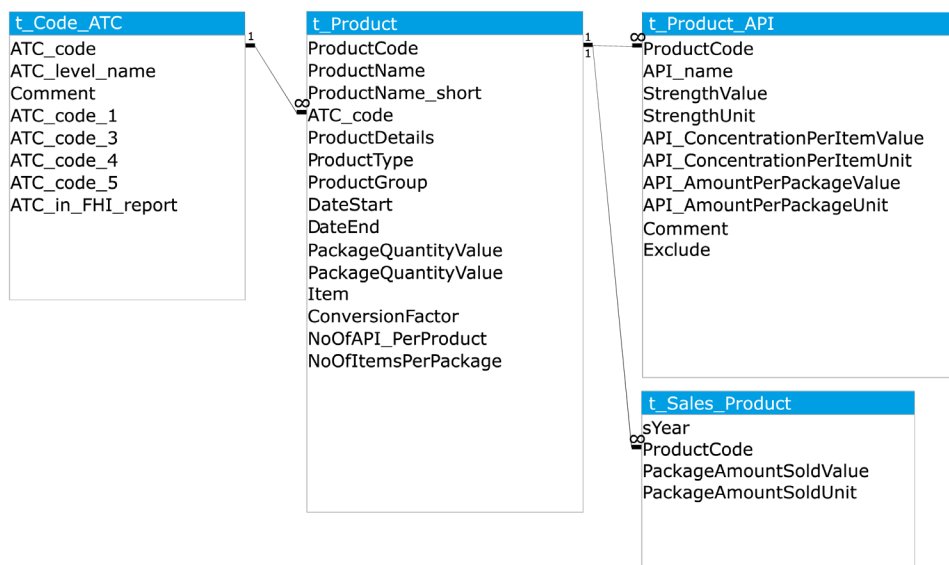 t_Code_ATC
ATC_code
ATC_level_name
Comment
ATC_code_1
ATC_code_3
ATC_code_4
ATC_code_5
ATC_in_FHI_report
1
∞
t_Product
ProductCode
ProductName
ProductName_short
ATC_code
ProductDetails
ProductType
ProductGroup
DateStart
DateEnd
PackageQuantityValue
PackageQuantityValue
Item
ConversionFactor
NoOfAPI_PerProduct
NoOfItemsPerPackage
1
1
∞
∞
t_Product_API
ProductCode
API_name
StrengthValue
StrengthUnit
API_ConcentrationPerItemValue
API_ConcentrationPerItemUnit
API_AmountPerPackageValue
API_AmountPerPackageUnit
Comment
Exclude
t_Sales_Product
sYear
ProductCode
PackageAmountSoldValue
PackageAmountSoldUnit